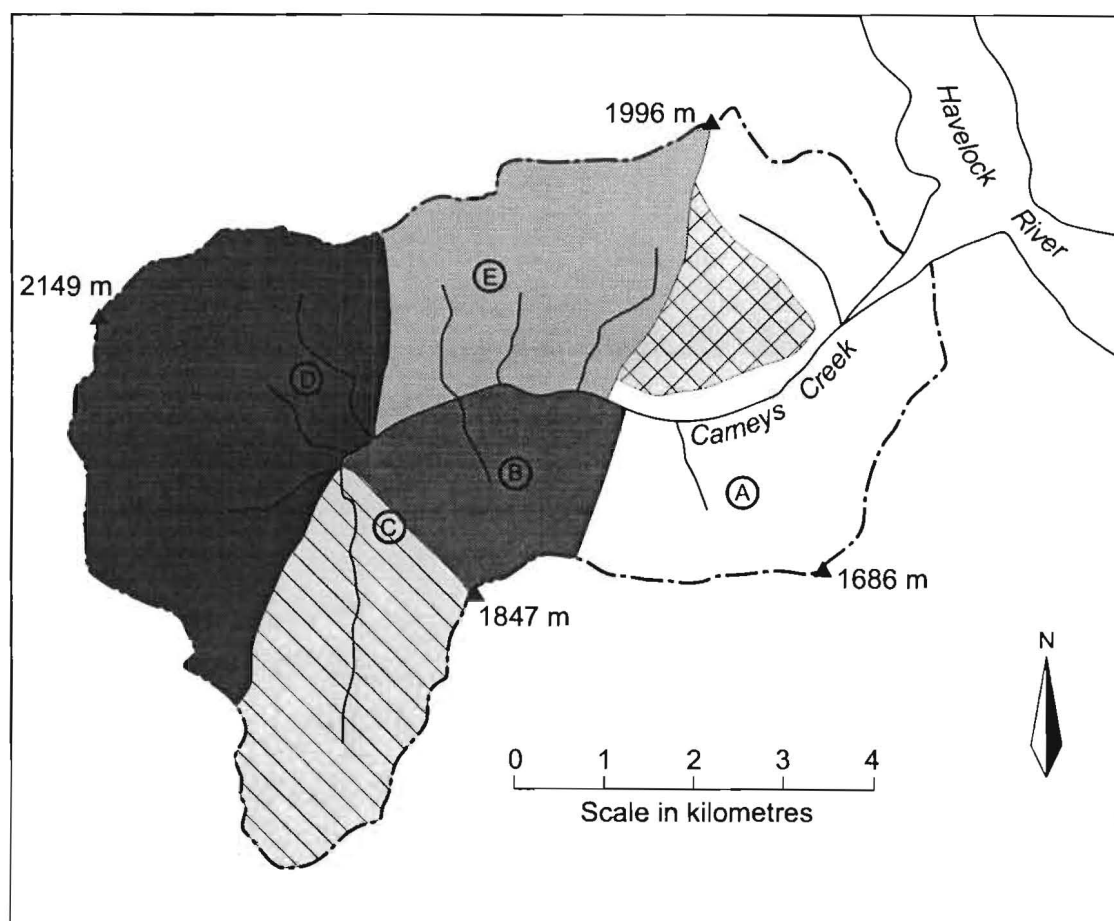 1996 m
Havelock
River
2149 m
E
D
Carneys Creek
B
A
C
1686 m
1847 m
N
0 1 2 3 4
Scale in kilometres